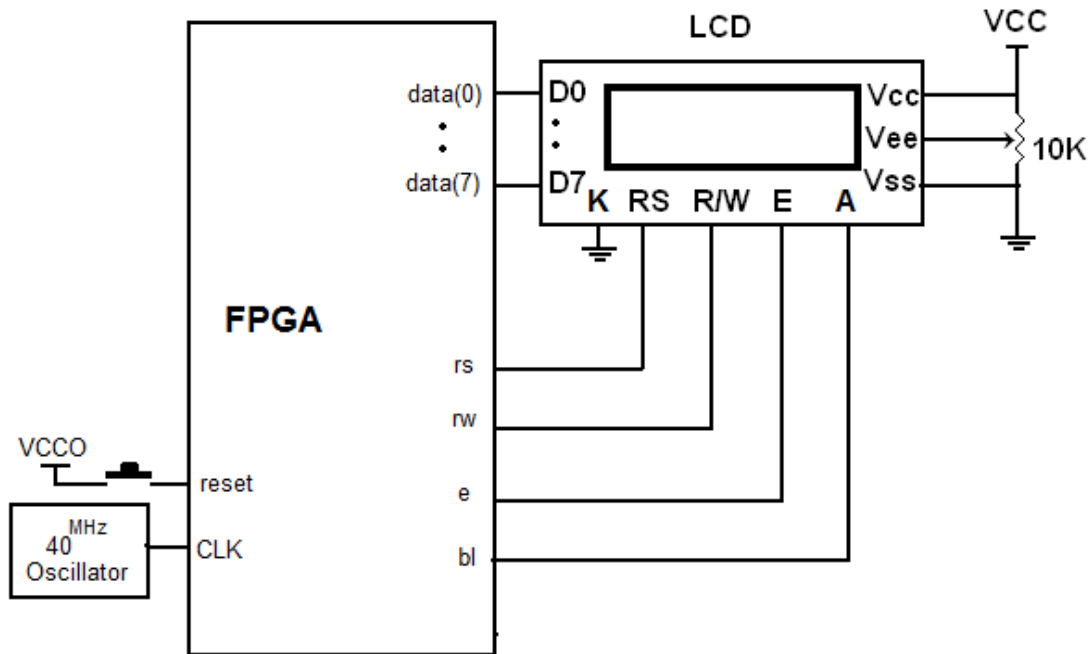 LCD
VCC
data(0)
D0
Vcc
:
:
Vee
10K
data(7)
D7
Vss
K RS R/W E A
FPGA
rs
rw
VCCO
reset
e
40 MHz
Oscillator
CLK
bl